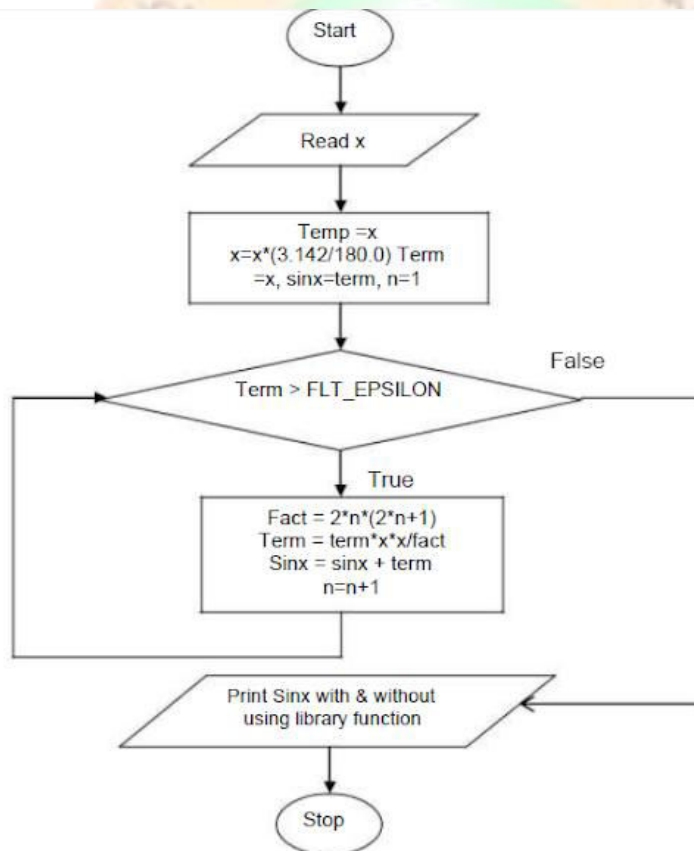 Start
Read x
Temp =x
x=x*(3.142/180.0) Term
=x, sinx=term, n=1
False
Term > FLT_EPSILON
True
Fact = 2*n*(2*n+1)
Term = term*x*x/fact
Sinx = sinx + term
n=n+1
Print Sinx with & without
using library function
Stop